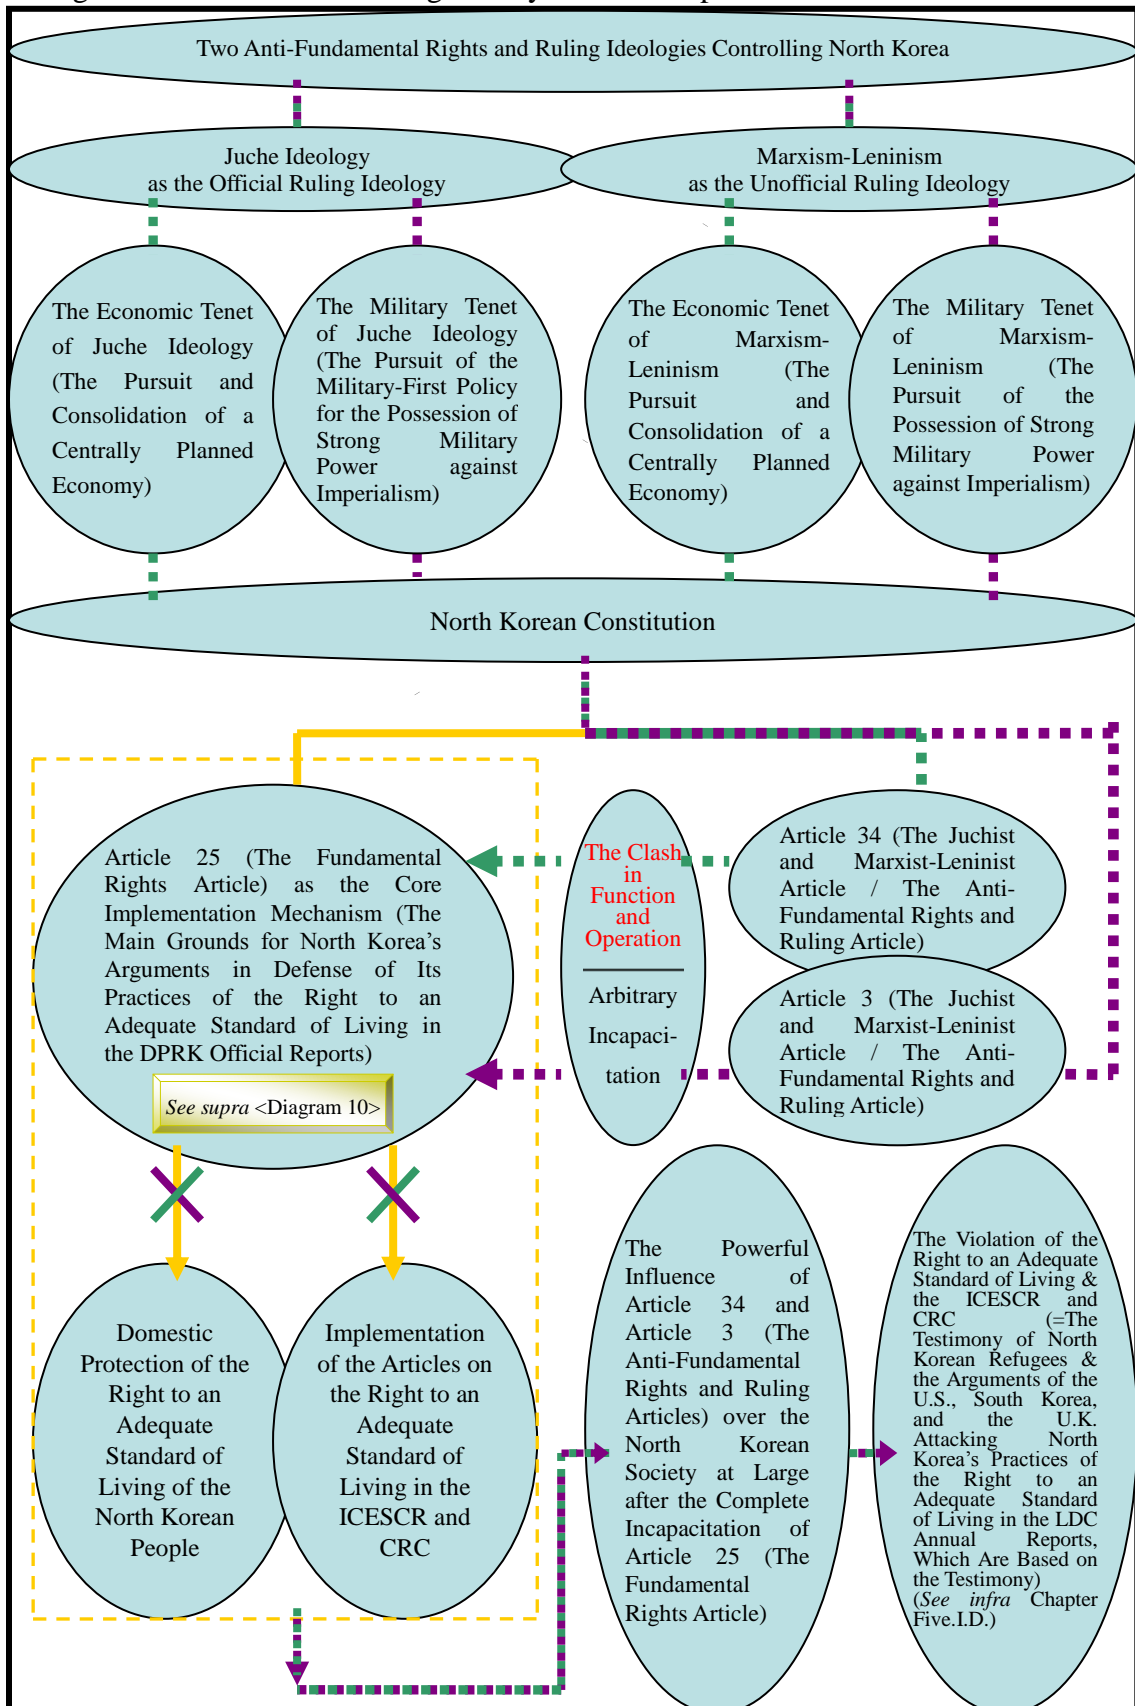 Two Anti-Fundamental Rights and Ruling Ideologies Controlling North Korea
Juche Ideology
as the Official Ruling Ideology
Marxism-Leninism
as the Unofficial Ruling Ideology
The Economic Tenet
of Juche Ideology
(The Pursuit and
Consolidation of a
Centrally Planned
Economy)
The Military Tenet
of Juche Ideology
(The Pursuit of the
Military-First Policy
for the Possession of
Strong Military
Power against
Imperialism)
The Economic Tenet
of Marxism-
Leninism (The
Pursuit and
Consolidation of a
Centrally Planned
Economy)
The Military Tenet
of Marxism-
Leninism (The
Pursuit of the
Possession of Strong
Military Power
against Imperialism)
North Korean Constitution
Article 25 (The Fundamental
Rights Article) as the Core
Implementation Mechanism (The
Main Grounds for North Korea's
Arguments in Defense of Its
Practices of the Right to an
Adequate Standard of Living in
the DPRK Official Reports)
See supra <Diagram 10>
The Clash
in
Function
and
Operation
Arbitrary
Incapaci-
tation
Article 34 (The Juchist
and Marxist-Leninist
Article / The Anti-
Fundamental Rights and
Ruling Article)
Article 3 (The Juchist
and Marxist-Leninist
Article / The Anti-
Fundamental Rights and
Ruling Article)
Domestic
Protection of the
Right to an
Adequate
Standard of
Living of the
North Korean
People
Implementation
of the Articles on
the Right to an
Adequate
Standard of
Living in the
ICESCR and
CRC
The Powerful
Influence of
Article 34 and
Article 3 (The
Anti-Fundamental
Rights and Ruling
Articles) over the
North Korean
Society at Large
after the Complete
Incapacitation of
Article 25 (The
Fundamental
Rights Article)
The Violation of the
Right to an Adequate
Standard of Living &
the ICESCR and
CRC (=The
Testimony of North
Korean Refugees &
the Arguments of the
U.S., South Korea,
and the U.K.
Attacking North
Korea's Practices of
the Right to an
Adequate Standard
of Living in the LDC
Annual Reports,
Which Are Based on
the Testimony)
(See infra Chapter
Five.I.D.)